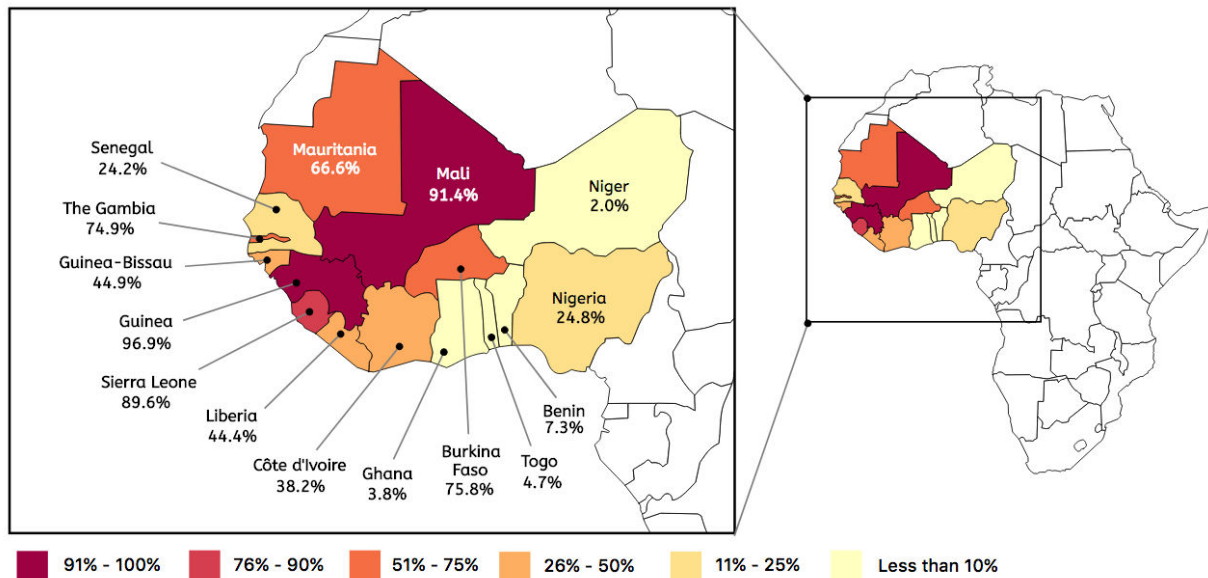 Senegal
24.2%
The Gambia
74.9%
Guinea-Bissau
44.9%
Guinea
96.9%
Sierra Leone
89.6%
Liberia
44.4%
Côte d'Ivoire
38.2%
Ghana
3.8%
Burkina
Faso
75.8%
Togo
4.7%
Benin
7.3%
Mauritania
66.6%
Mali
91.4%
Niger
2.0%
Nigeria
24.8%
91% - 100%
76% - 90%
51% - 75%
26% - 50%
11% - 25%
Less than 10%